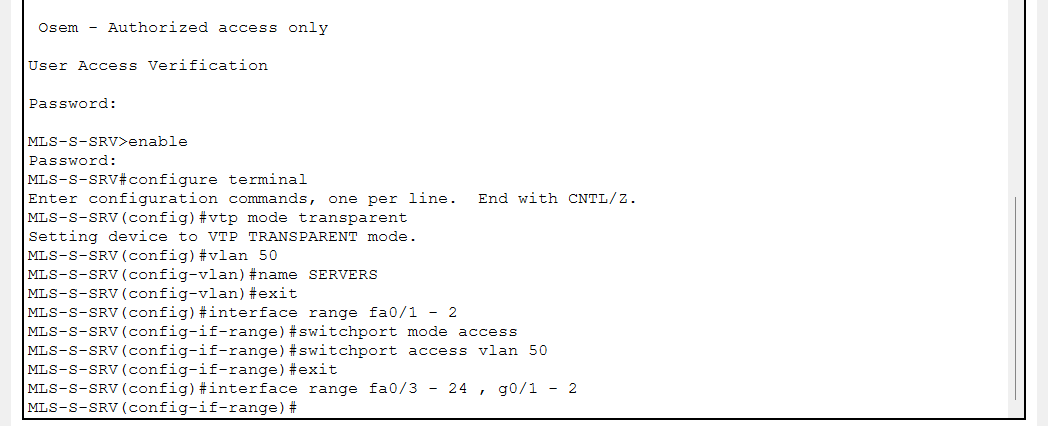 Osem - Authorized access only
User Access Verification
Password:
MLS-S-SRV>enable
Password:
MLS-S-SRV#configure terminal
Enter configuration commands, one per line.  End with CNTL/Z.
MLS-S-SRV(config)#vtp mode transparent
Setting device to VTP TRANSPARENT mode.
MLS-S-SRV(config)#vlan 50
MLS-S-SRV(config-vlan)#name SERVERS
MLS-S-SRV(config-vlan)#exit
MLS-S-SRV(config)#interface range fa0/1 - 2
MLS-S-SRV(config-if-range)#switchport mode access
MLS-S-SRV(config-if-range)#switchport access vlan 50
MLS-S-SRV(config-if-range)#exit
MLS-S-SRV(config)#interface range fa0/3 - 24 , g0/1 - 2
MLS-S-SRV(config-if-range)#